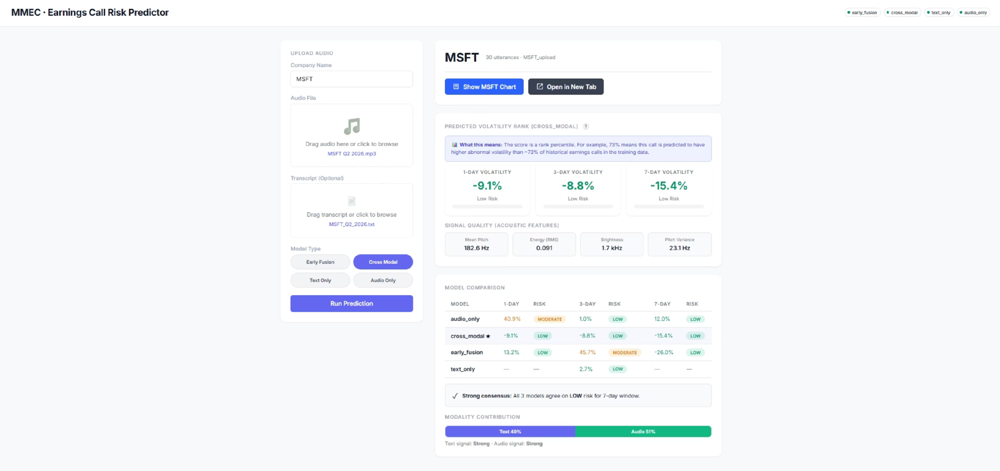 MMEC · Earnings Call Risk Predictor
early_fusion
cross_modal
text_only
audio_only
UPLOAD AUDIO
Company Name
MSFT
Audio File
Drag audio here or click to browse
MSFT Q2 2026.mp3
Transcript (Optional)
Drag transcript or click to browse
MSFT_Q2_2026.txt
Model Type
Early Fusion Cross Modal
Text Only Audio Only
Run Prediction
MSFT 30 utterances · MSFT_upload
Show MSFT Chart Open in New Tab
PREDICTED VOLATILITY RANK (CROSS_MODAL) ?
What this means: The score is a rank percentile. For example, 73% means this call is predicted to have
higher abnormal volatility than ~73% of historical earnings calls in the training data.
1-DAY VOLATILITY 3-DAY VOLATILITY 7-DAY VOLATILITY
-9.1% -8.8% -15.4%
Low Risk Low Risk Low Risk
SIGNAL QUALITY (ACOUSTIC FEATURES)
Mean Pitch Energy (RMS) Brightness Pitch Variance
182.6 Hz 0.091 1.7 kHz 23.1 Hz
MODEL COMPARISON
MODEL 1-DAY RISK 3-DAY RISK 7-DAY RISK
audio_only 40.9% MODERATE 1.0% LOW 12.0% LOW
cross_modal ★ -9.1% LOW -8.8% LOW -15.4% LOW
early_fusion 13.2% LOW 45.7% MODERATE -26.0% LOW
text_only — — 2.7% LOW — —
✓ Strong consensus: All 3 models agree on LOW risk for 7-day window.
MODALITY CONTRIBUTION
Text 49% Audio 51%
Text signal: Strong · Audio signal: Strong